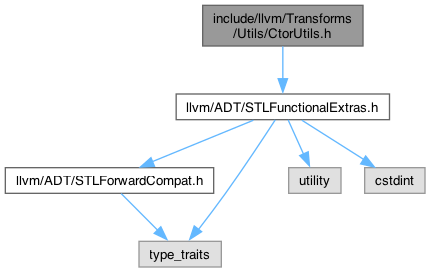 include/llvm/Transforms
/Utils/CtorUtils.h
llvm/ADT/STLFunctionalExtras.h
llvm/ADT/STLForwardCompat.h
utility
cstdint
type_traits